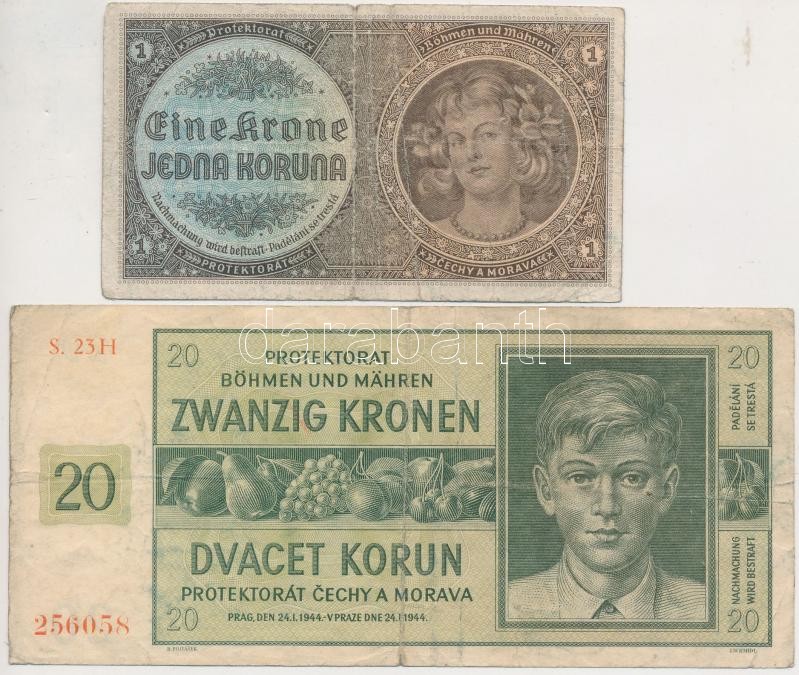 1
Protektorat
Böhmen und Mähren
1
Eine Krone
JEDNA KORUNA
Nachmachung wird bestraft · Padělání se trestá
1
PROTEKTORÁT
ČECHY A MORAVA
1
darabanth
S. 23H
20
PROTEKTORAT
BÖHMEN UND MÄHREN
ZWANZIG KRONEN
20
PADĚLÁNÍ
SE TRESTÁ
20
DVACET KORUN
PROTEKTORÁT ČECHY A MORAVA
PRAG, DEN 24.I.1944.-V PRAZE DNE 24.I.1944.
NACHMACHUNG
WIRD BESTRAFT
256058
20
20